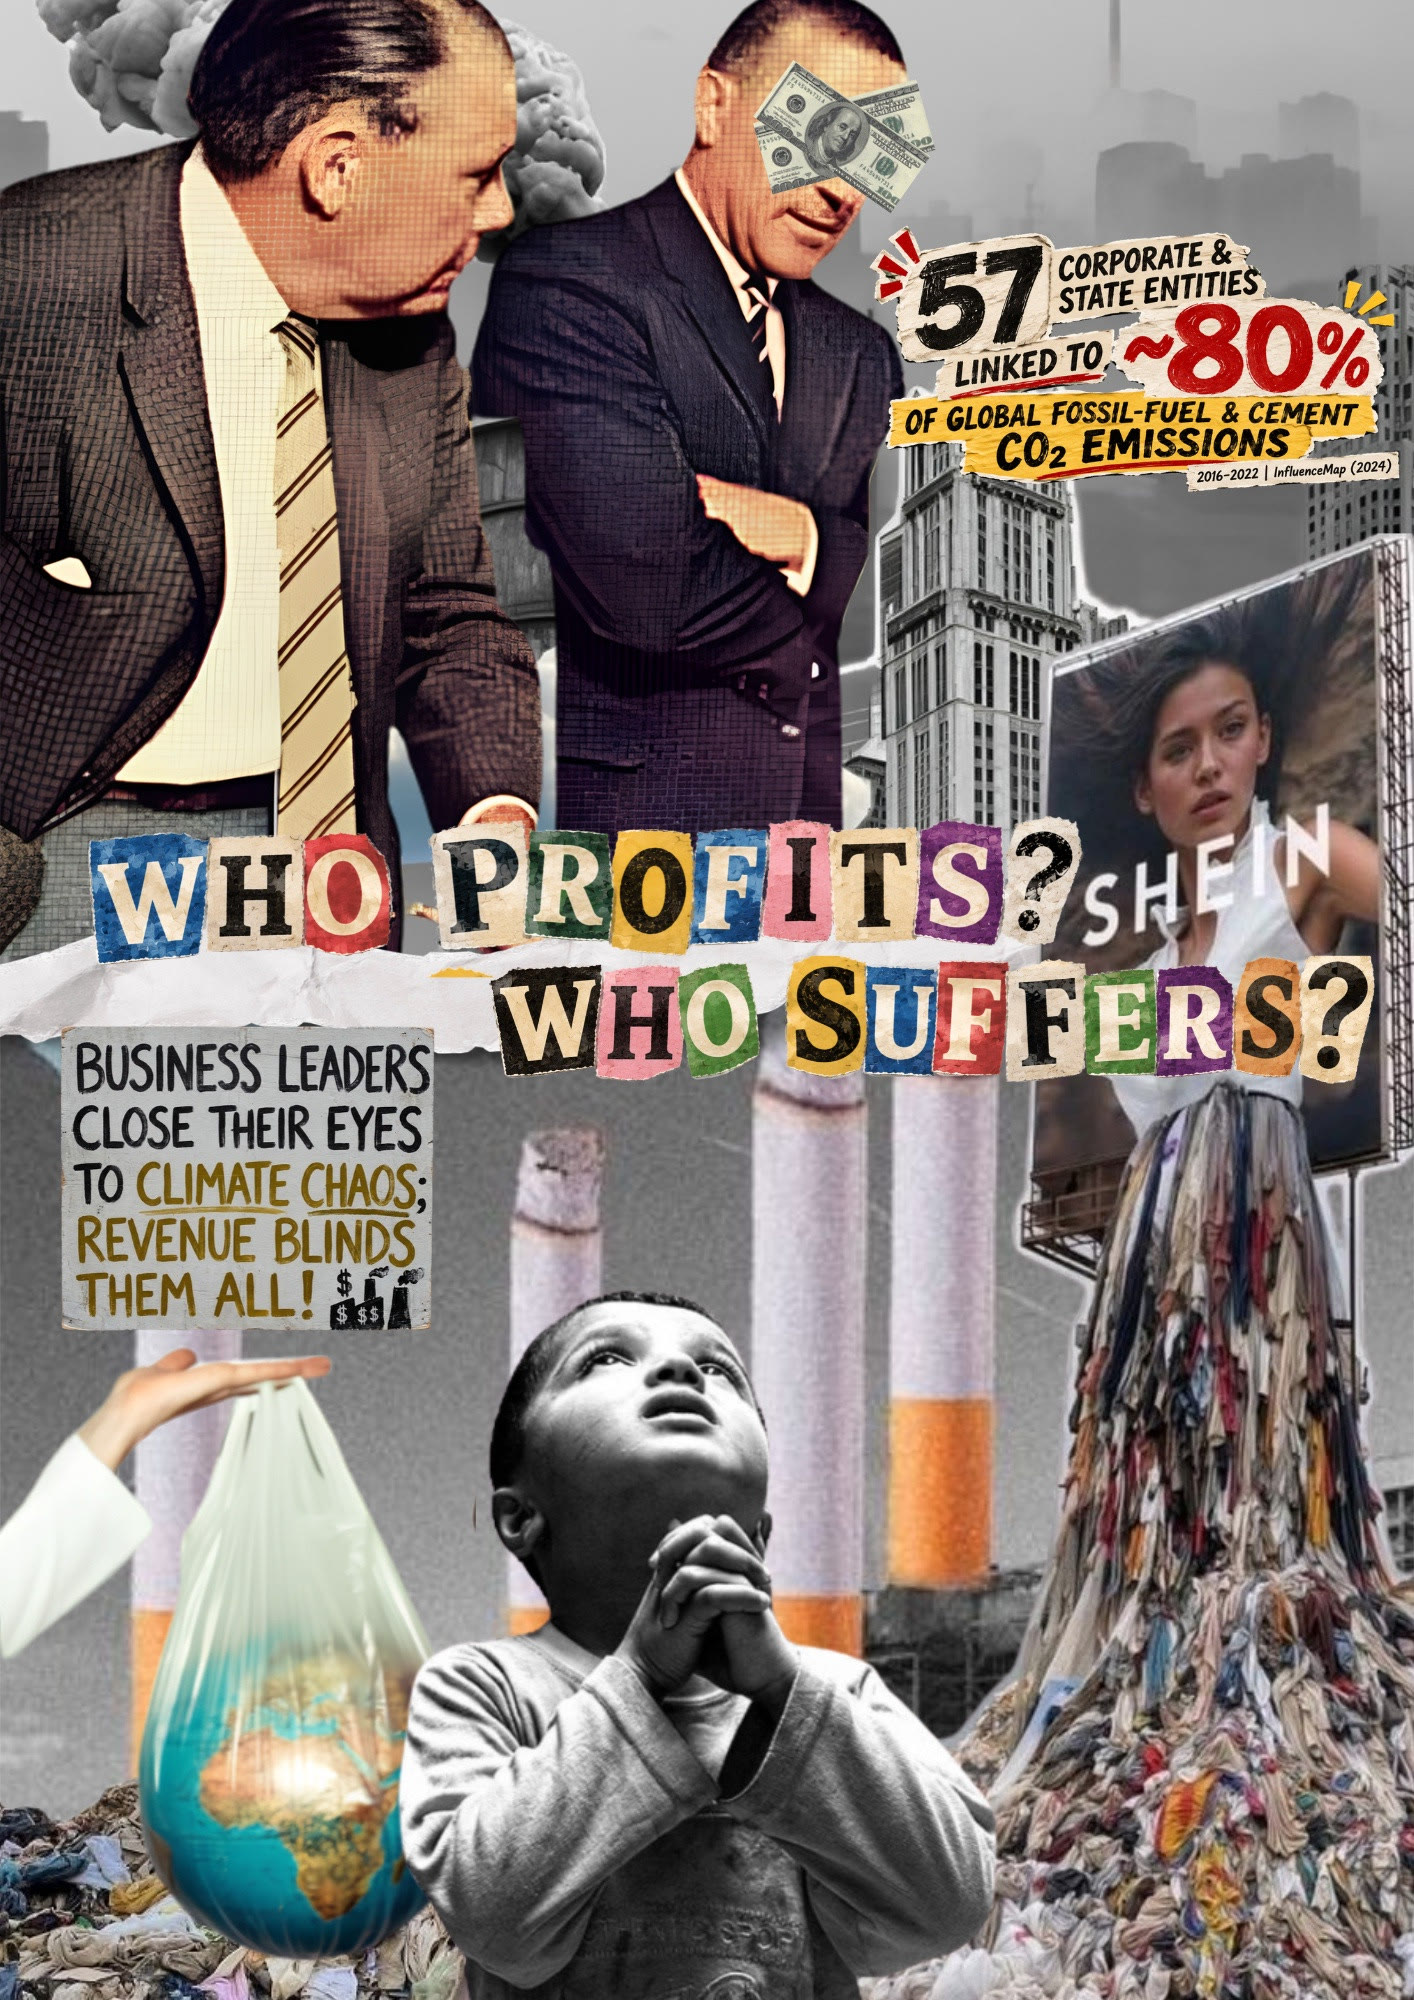 57 CORPORATE &
STATE ENTITIES
LINKED TO ~80%
OF GLOBAL FOSSIL-FUEL & CEMENT
CO₂ EMISSIONS
2016-2022 | InfluenceMap (2024)
SHEIN
WHO PROFITS?
WHO SUFFERS?
BUSINESS LEADERS
CLOSE THEIR EYES
TO CLIMATE CHAOS;
REVENUE BLINDS
THEM ALL!
$
$ $$